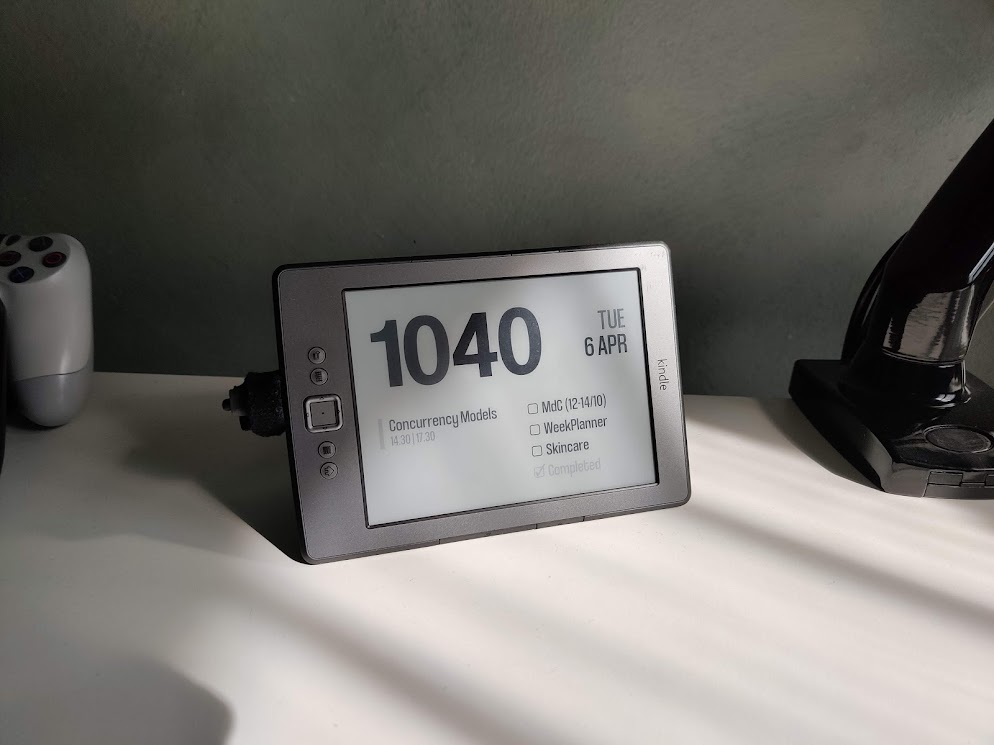 1040
TUE
6 APR
Concurrency Models
14.30 | 17.30
MdC (12-14/10)
WeekPlanner
Skincare
Completed
kindle